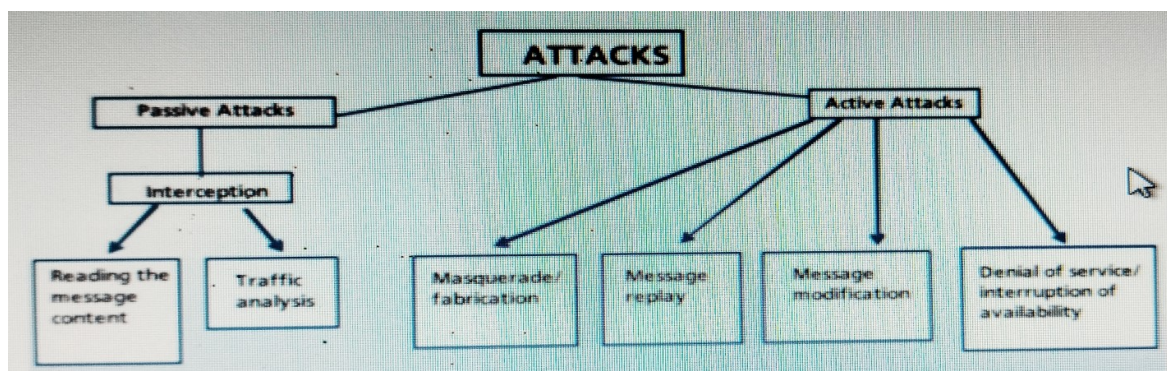 ATTACKS
Passive Attacks
Active Attacks
Interception
Reading the
message
content
Traffic
analysis
Masquerade/
fabrication
Message
replay
Message
modification
Denial of service/
interruption of
availability